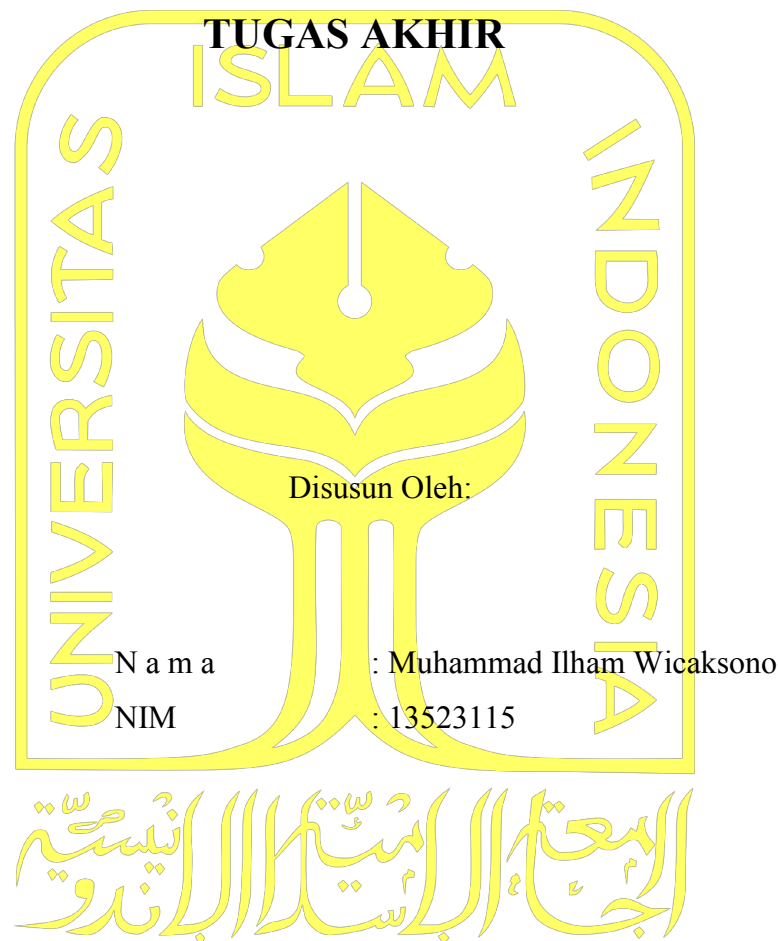 TUGAS AKHIR
ISLAM
UNIVERSITAS
INDONESIA
Disusun Oleh:
N a m a : Muhammad Ilham Wicaksono
NIM : 13523115
الجامعة الإسلامية الإندونيسية